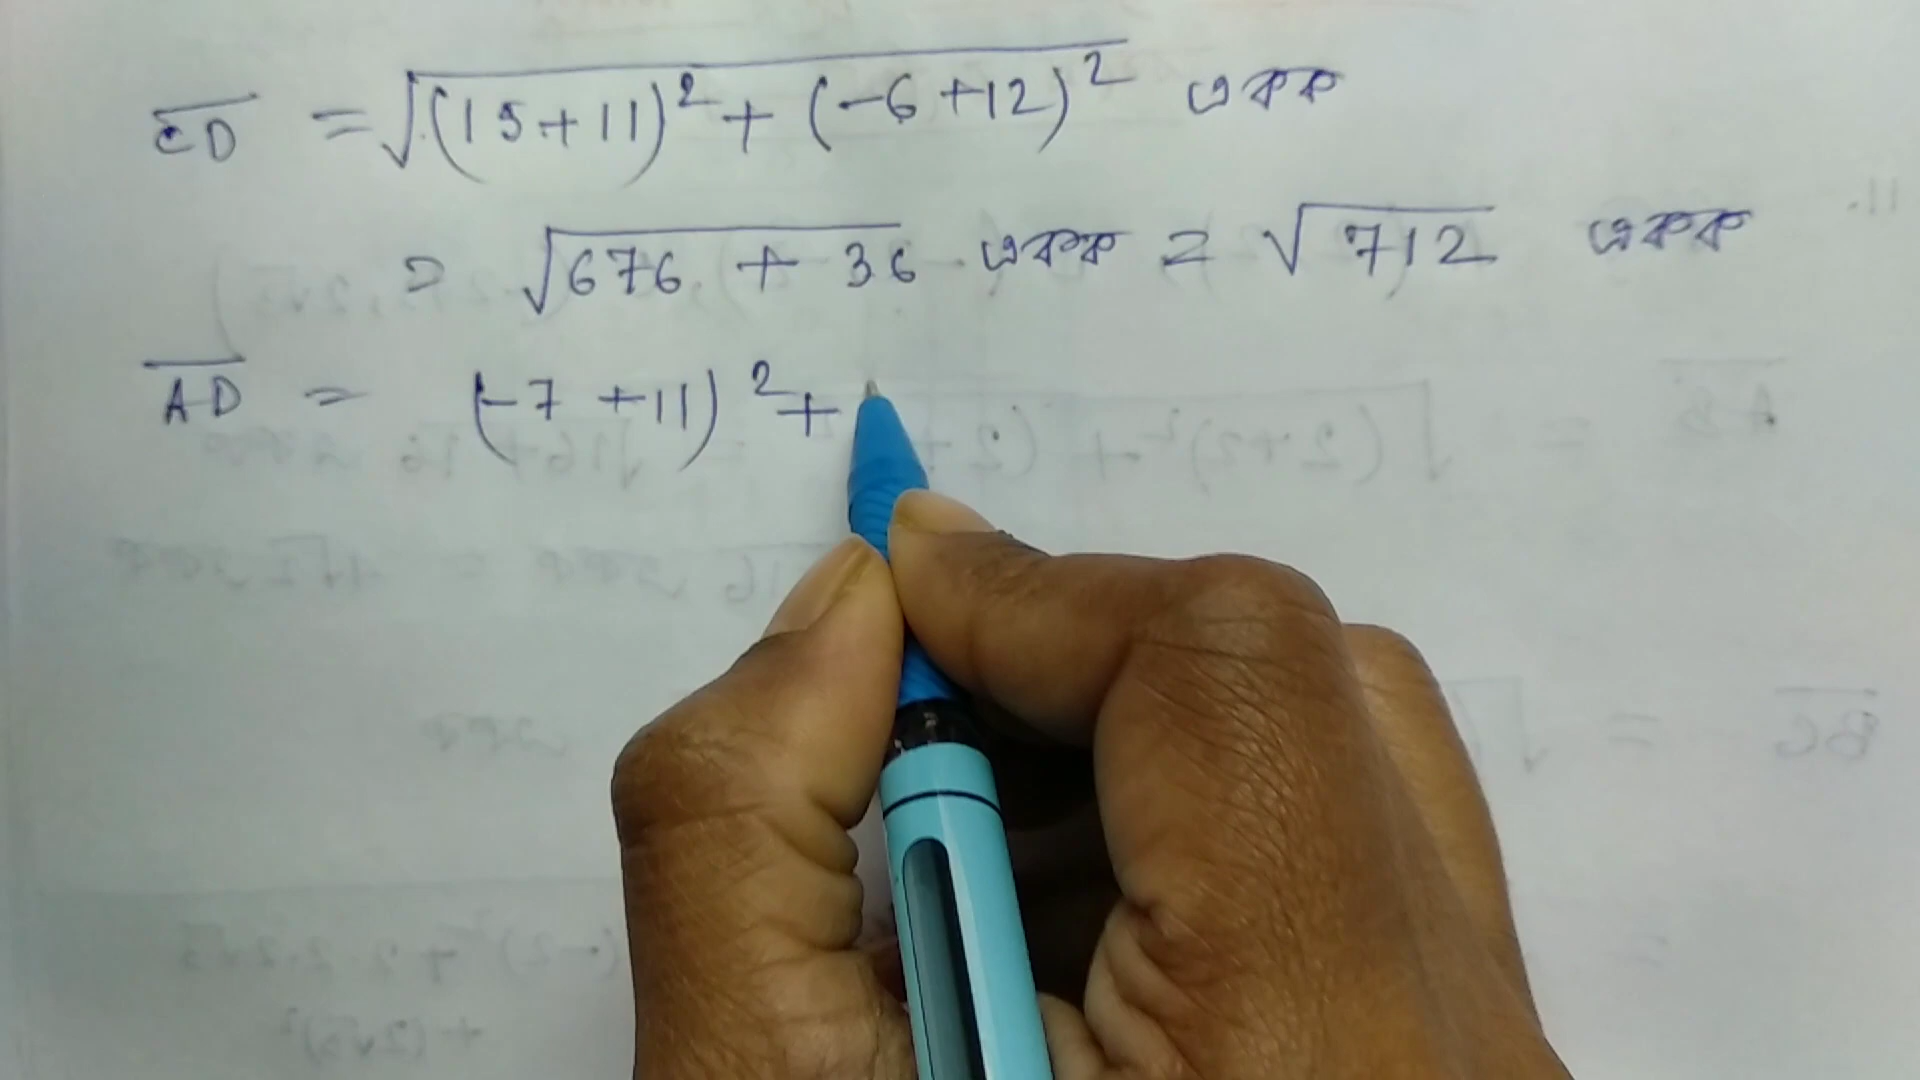 CD = √(15+11)² + (-6+12)² একক
= √676 + 36 একক = √712 একক
AD = (-7 +11)² +